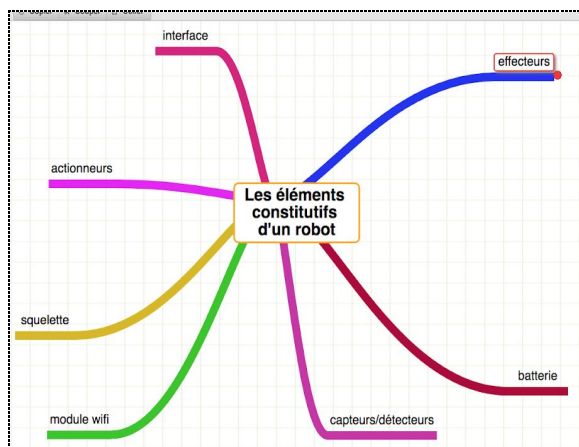 interface
effecteurs
actionneurs
Les éléments
constitutifs
d'un robot
squelette
batterie
module wifi
capteurs/détecteurs